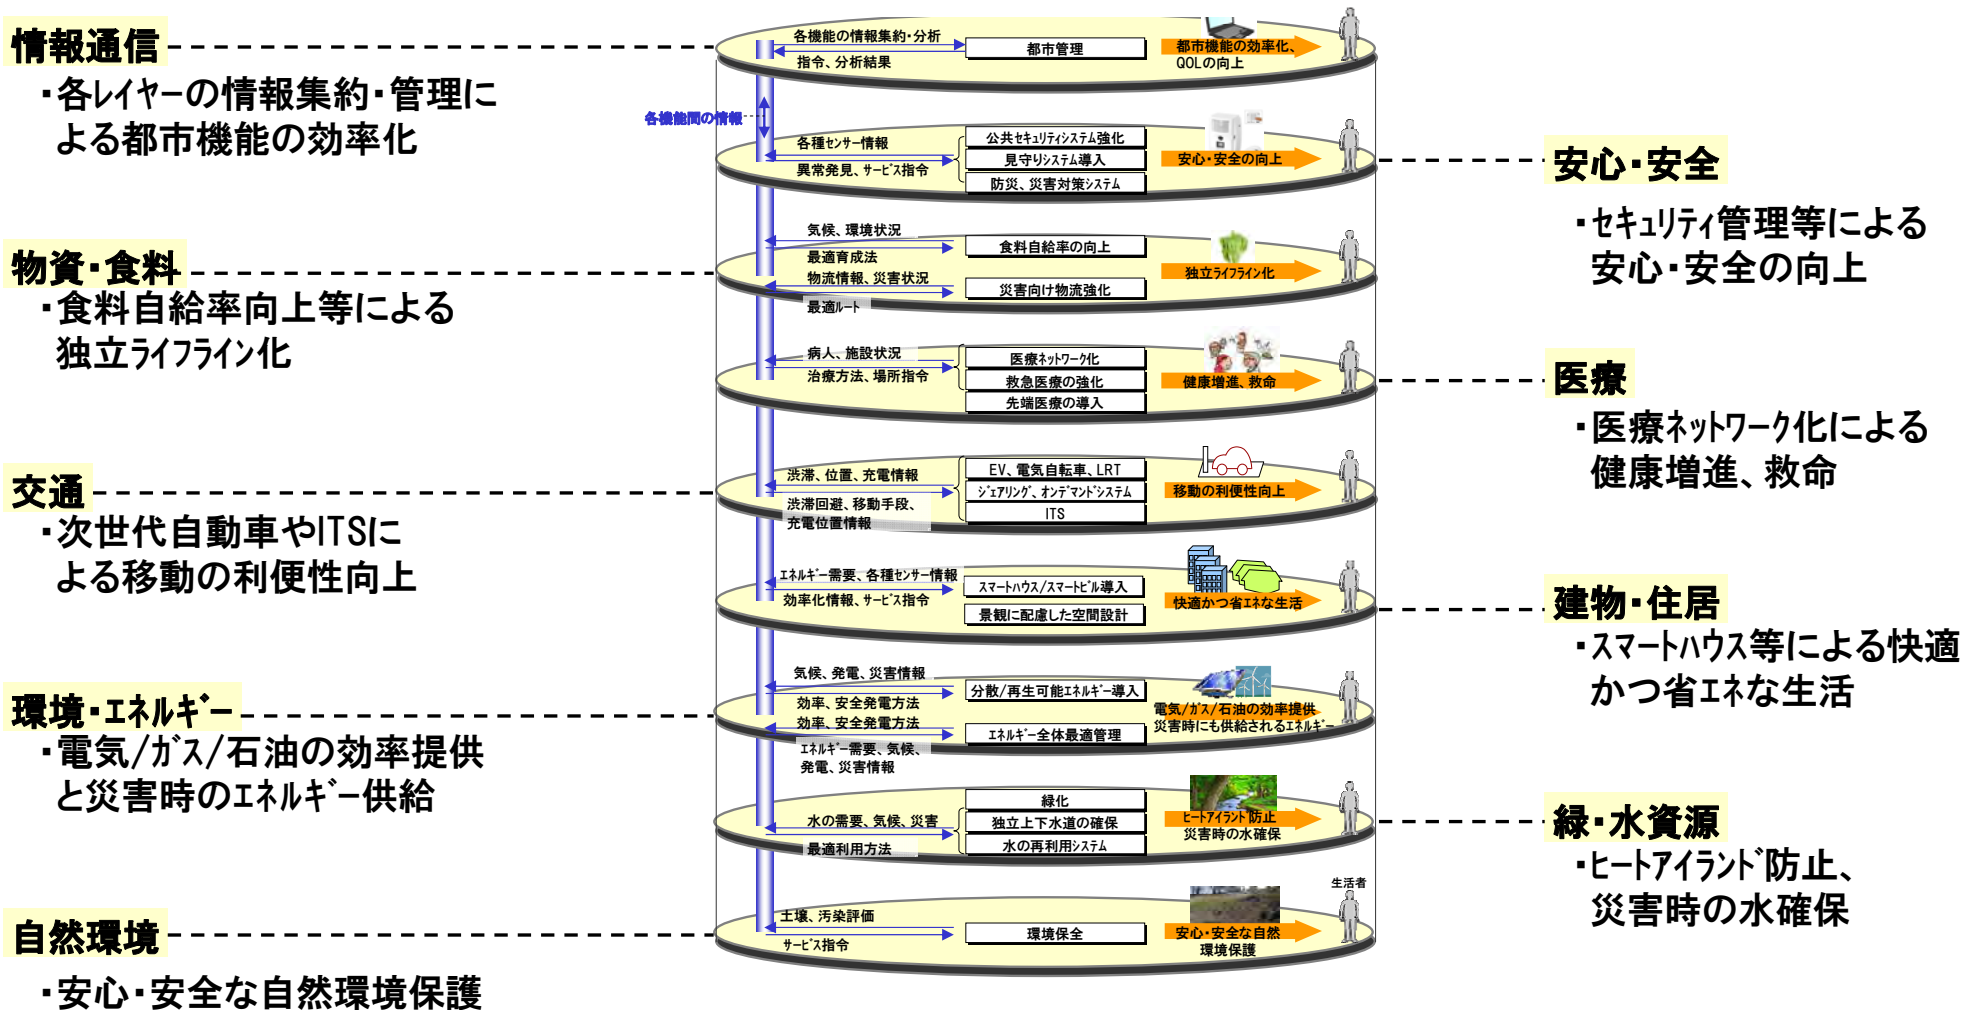 情報通信
・各レイヤーの情報集約・管理に
よる都市機能の効率化
物資・食料
・食料自給率向上等による
独立ライフライン化
交通
・次世代自動車やITSに
よる移動の利便性向上
環境・エネルギー
・電気/ガス/石油の効率提供
と災害時のエネルギー供給
自然環境
・安心・安全な自然環境保護
各機能の情報集約・分析
指令、分析結果
都市管理
都市機能の効率化、
QOLの向上
各機能間の情報
各種センサー情報
異常発見、サービス指令
公共セキュリティシステム強化
見守りシステム導入
防災、災害対策システム
安心・安全の向上
気候、環境状況
最適育成法
物流情報、災害状況
最適ルート
食料自給率の向上
災害向け物流強化
独立ライフライン化
病人、施設状況
治療方法、場所指令
医療ネットワーク化
救急医療の強化
先端医療の導入
健康増進、救命
渋滞、位置、充電情報
渋滞回避、移動手段、
充電位置情報
EV、電気自転車、LRT
ジェアリング、オンデマンドシステム
ITS
移動の利便性向上
エネルギー需要、各種センサー情報
効率化情報、サービス指令
スマートハウス/スマートビル導入
景観に配慮した空間設計
快適かつ省エネな生活
気候、発電、災害情報
効率、安全発電方法
効率、安全発電方法
エネルギー需要、気候、
発電、災害情報
分散/再生可能エネルギー導入
エネルギー全体最適管理
電気/ガス/石油の効率提供
災害時にも供給されるエネルギー
水の需要、気候、災害
最適利用方法
緑化
独立上下水道の確保
水の再利用システム
ヒートアイランド防止
災害時の水確保
土壌、汚染評価
サービス指令
環境保全
安心・安全な自然
環境保護
生活者
安心・安全
・セキュリティ管理等による
安心・安全の向上
医療
・医療ネットワーク化による
健康増進、救命
建物・住居
・スマートハウス等による快適
かつ省エネな生活
緑・水資源
・ヒートアイランド防止、
災害時の水確保